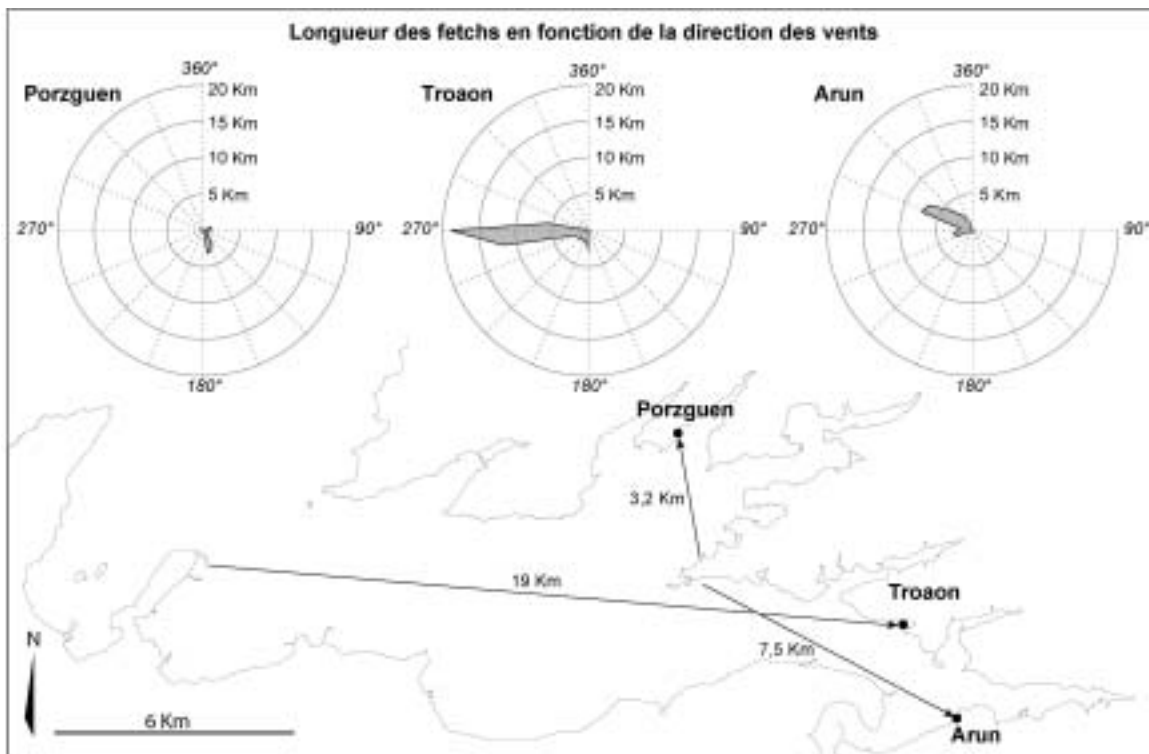 Longueur des fetchs en fonction de la direction des vents
Porzguen
360°
20 Km
15 Km
10 Km
5 Km
270°
90°
180°
Troaon
360°
20 Km
15 Km
10 Km
5 Km
270°
90°
180°
Arun
360°
20 Km
15 Km
10 Km
5 Km
270°
90°
180°
Porzguen
3,2 Km
19 Km
Troaon
7,5 Km
N
6 Km
Arun